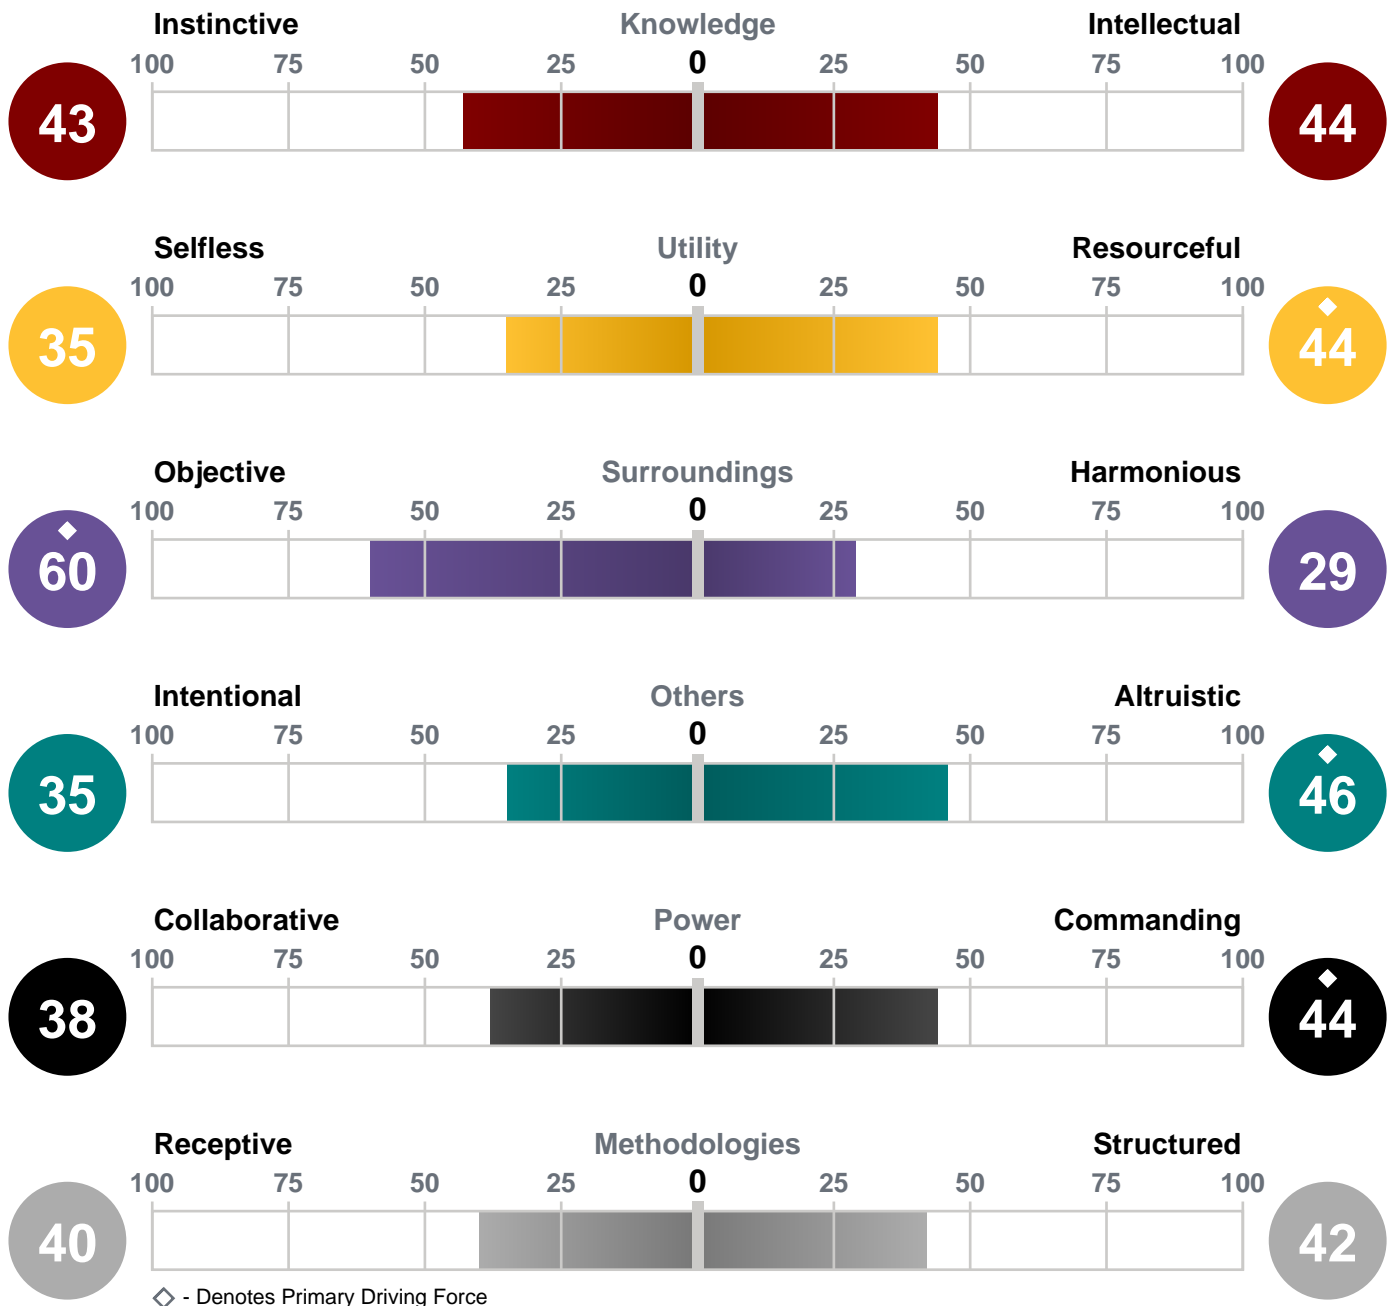 Instinctive Knowledge Intellectual
100 75 50 25 0 25 50 75 100
43 44
Selfless Utility Resourceful
100 75 50 25 0 25 50 75 100
35 44
Objective Surroundings Harmonious
100 75 50 25 0 25 50 75 100
60 29
Intentional Others Altruistic
100 75 50 25 0 25 50 75 100
35 46
Collaborative Power Commanding
100 75 50 25 0 25 50 75 100
38 44
Receptive Methodologies Structured
100 75 50 25 0 25 50 75 100
40 42
- Denotes Primary Driving Force